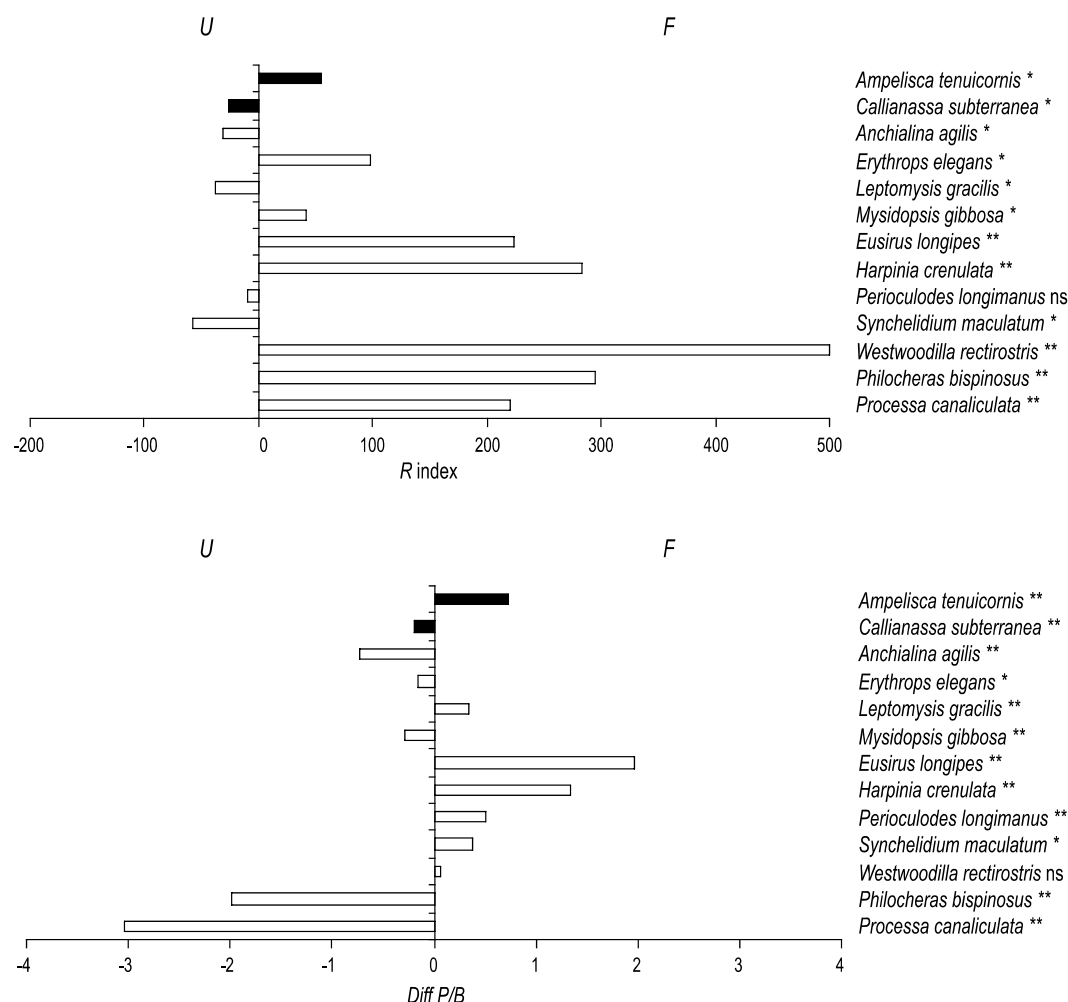 U F
Ampelisca tenuicornis *
Callianassa subterranea *
Anchialina agilis *
Erythrops elegans *
Leptomysis gracilis *
Mysidopsis gibbosa *
Eusirus longipes **
Harpinia crenulata **
Perioculodes longimanus ns
Synchelidium maculatum *
Westwoodilla rectirostris **
Philocheras bispinosus **
Processa canaliculata **
-200 -100 0 100 200 300 400 500
R index
U F
Ampelisca tenuicornis **
Callianassa subterranea **
Anchialina agilis **
Erythrops elegans *
Leptomysis gracilis **
Mysidopsis gibbosa **
Eusirus longipes **
Harpinia crenulata **
Perioculodes longimanus **
Synchelidium maculatum *
Westwoodilla rectirostris ns
Philocheras bispinosus **
Processa canaliculata **
-4 -3 -2 -1 0 1 2 3 4
Diff P/B